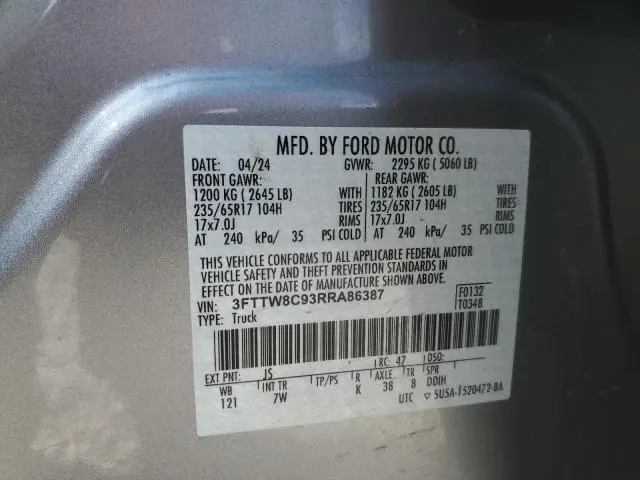 MFD. BY FORD MOTOR CO.
DATE: 04/24 GVWR: 2295 KG ( 5060 LB)
FRONT GAWR: REAR GAWR:
1200 KG ( 2645 LB) WITH 1182 KG ( 2605 LB) WITH
235/65R17 104H TIRES 235/65R17 104H TIRES
17x7.0J RIMS 17x7.0J RIMS
AT 240 kPa/ 35 PSI COLD AT 240 kPa/ 35 PSI COLD
THIS VEHICLE CONFORMS TO ALL APPLICABLE FEDERAL MOTOR
VEHICLE SAFETY AND THEFT PREVENTION STANDARDS IN
EFFECT ON THE DATE OF MANUFACTURE SHOWN ABOVE.
VIN: 3FTTW8C93RRA86387 F0132
TYPE: Truck T0348
EXT PNT: JS RC: 47 DSO:
WB INT TR TP/PS R AXLE TR SPR
121 7W K 38 8 DDIH
UTC ▽ 5U5A-1520472-BA